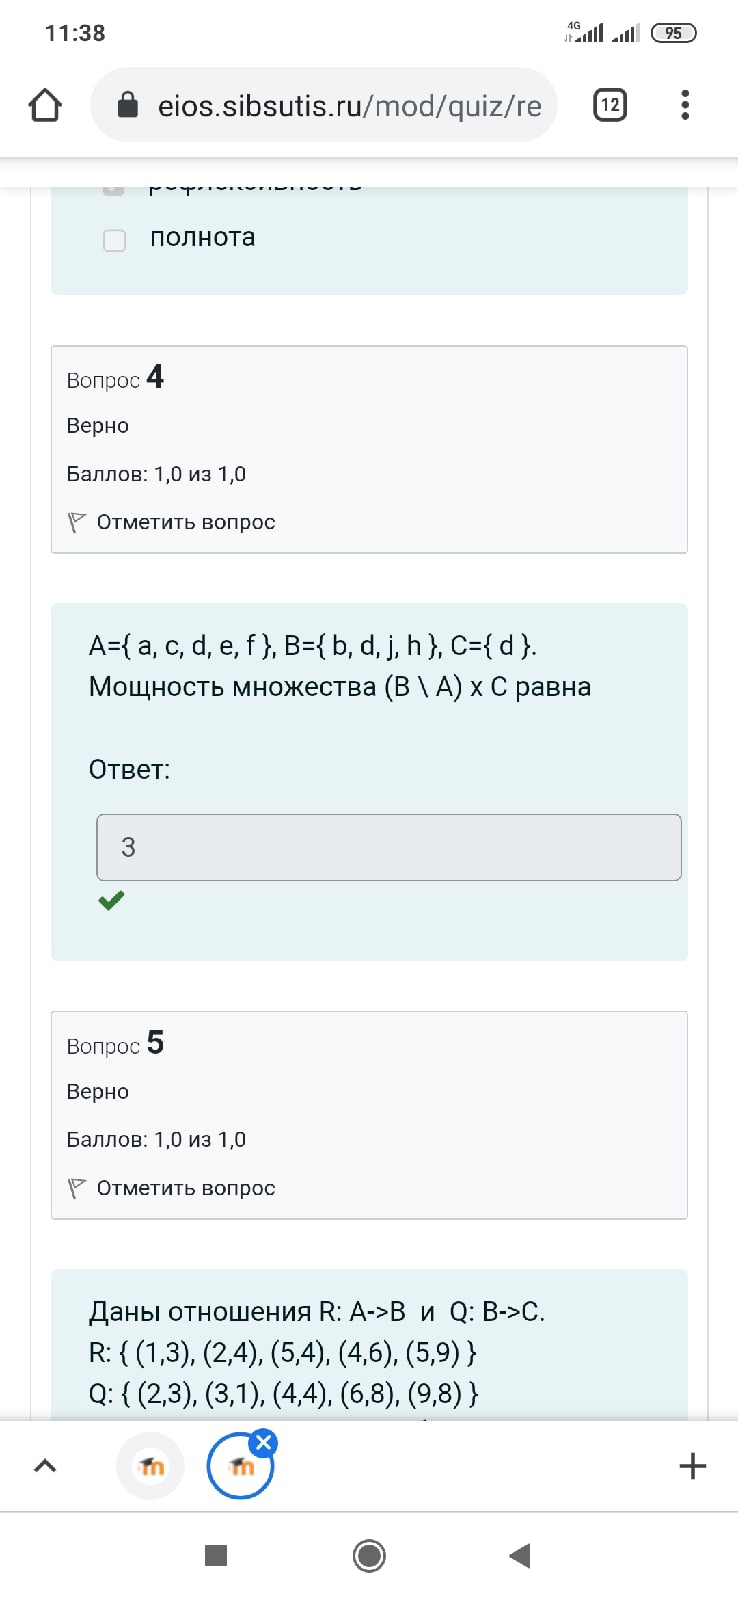 11:38
4G
95
eios.sibsutis.ru/mod/quiz/re
12
рефлексивность
полнота
Вопрос 4
Верно
Баллов: 1,0 из 1,0
Отметить вопрос
A={ a, c, d, e, f }, B={ b, d, j, h }, C={ d }.
Мощность множества (B \ A) x C равна
Ответ:
3
Вопрос 5
Верно
Баллов: 1,0 из 1,0
Отметить вопрос
Даны отношения R: A->B и Q: B->C.
R: { (1,3), (2,4), (5,4), (4,6), (5,9) }
Q: { (2,3), (3,1), (4,4), (6,8), (9,8) }